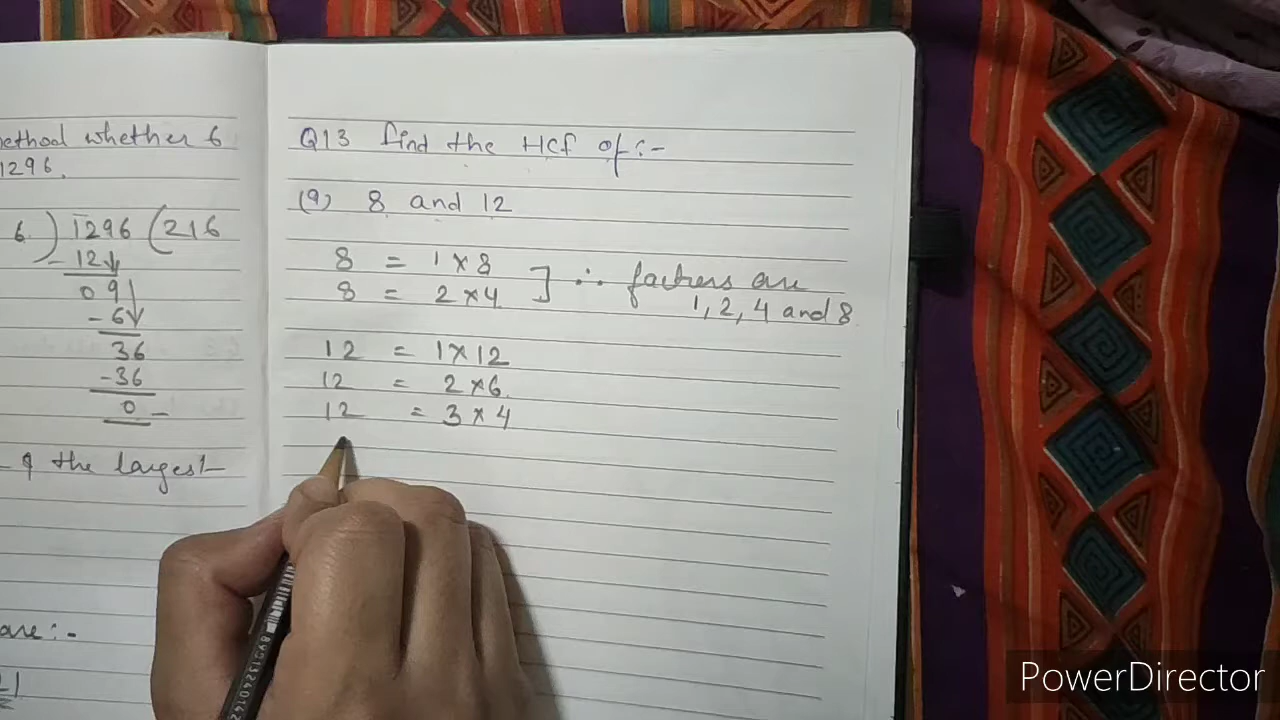 ethod whether 6
1296.
6 ) 1296 ( 216
- 12
09
- 6
36
- 36
0
of the largest
are :-
Q13 find the HCF of :-
(a) 8 and 12
8 = 1 × 8
8 = 2 × 4 ] ∴ factors are
1, 2, 4 and 8
12 = 1 × 12
12 = 2 × 6
12 = 3 × 4
PowerDirector